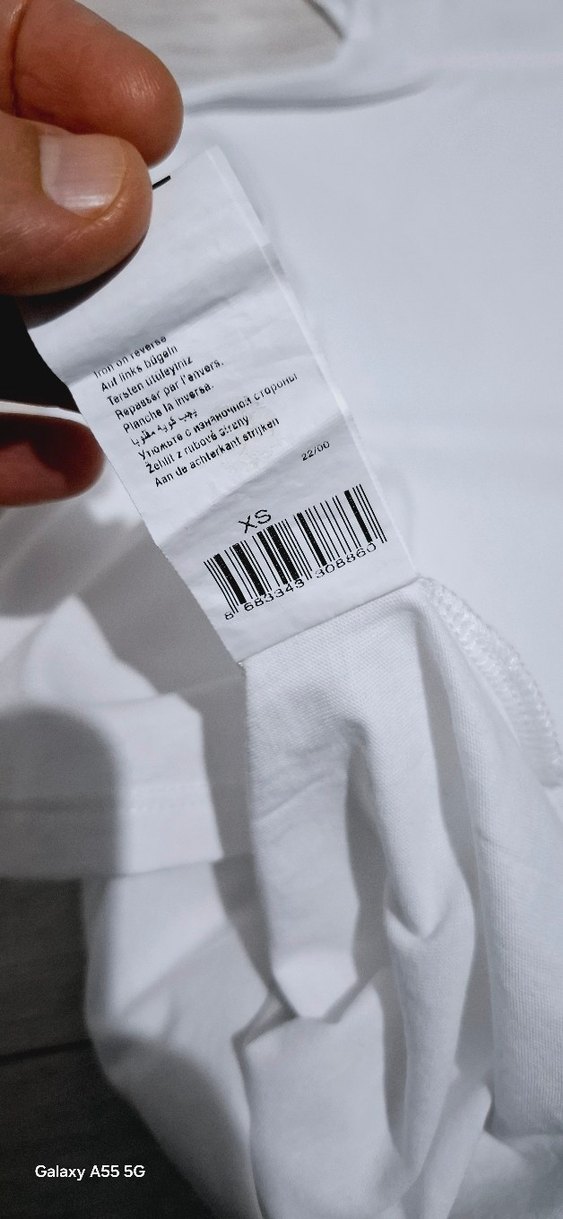 Iron on reverse
Auf links bügeln
Tersten ütüleyiniz
Repasser par l'envers.
Planche la inversa.
Утюжьте с изнаночной стороны
Žehlit z rubové streny
Aan de achterkant strijken
22/00
XS
8 683343 308860
Galaxy A55 5G